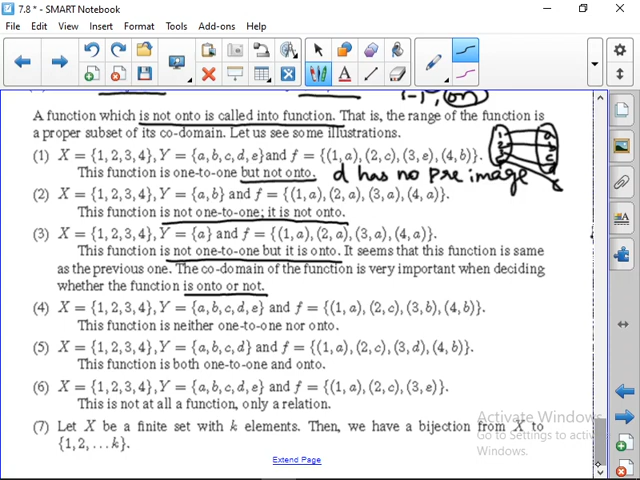 7.8 * - SMART Notebook
File Edit View Insert Format Tools Add-ons Help
1-1, on
A function which is not onto is called into function. That is, the range of the function is
a proper subset of its co-domain. Let us see some illustrations.
(1) X = {1, 2, 3, 4}, Y = {a, b, c, d, e} and f = {(1, a), (2, c), (3, e), (4, b)}.
This function is one-to-one but not onto. d has no pre image
(2) X = {1, 2, 3, 4}, Y = {a, b} and f = {(1, a), (2, a), (3, a), (4, a)}.
This function is not one-to-one; it is not onto.
(3) X = {1, 2, 3, 4}, Y = {a} and f = {(1, a), (2, a), (3, a), (4, a)}.
This function is not one-to-one but it is onto. It seems that this function is same
as the previous one. The co-domain of the function is very important when deciding
whether the function is onto or not.
(4) X = {1, 2, 3, 4}, Y = {a, b, c, d, e} and f = {(1, a), (2, c), (3, b), (4, b)}.
This function is neither one-to-one nor onto.
(5) X = {1, 2, 3, 4}, Y = {a, b, c, d} and f = {(1, a), (2, c), (3, d), (4, b)}.
This function is both one-to-one and onto.
(6) X = {1, 2, 3, 4}, Y = {a, b, c, d, e} and f = {(1, a), (2, c), (3, e)}.
This is not at all a function, only a relation.
(7) Let X be a finite set with k elements. Then, we have a bijection from X to
{1, 2, . . . k}.
Extend Page
Activate Windows
Go to Settings to activ
Windows.